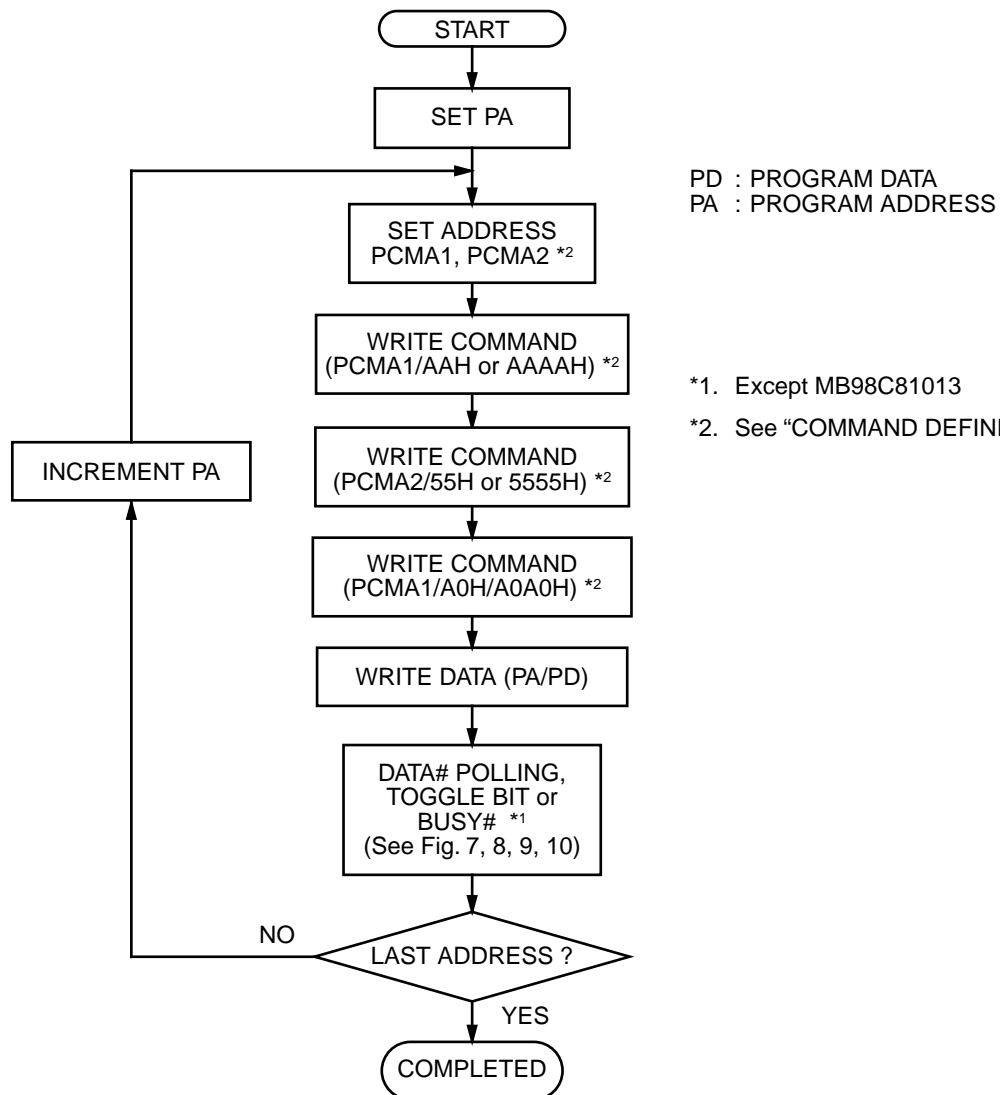 START
SET PA
PD : PROGRAM DATA
PA : PROGRAM ADDRESS
SET ADDRESS
PCMA1, PCMA2 *2
WRITE COMMAND
(PCMA1/AAH or AAAAH) *2
*1. Except MB98C81013
*2. See “COMMAND
INCREMENT PA
WRITE COMMAND
(PCMA2/55H or 5555H) *2
WRITE COMMAND
(PCMA1/A0H/A0A0H) *2
WRITE DATA (PA/PD)
DATA# POLLING,
TOGGLE BIT or
BUSY# *1
(See Fig. 7, 8, 9, 10)
NO
LAST ADDRESS ?
YES
COMPLETED